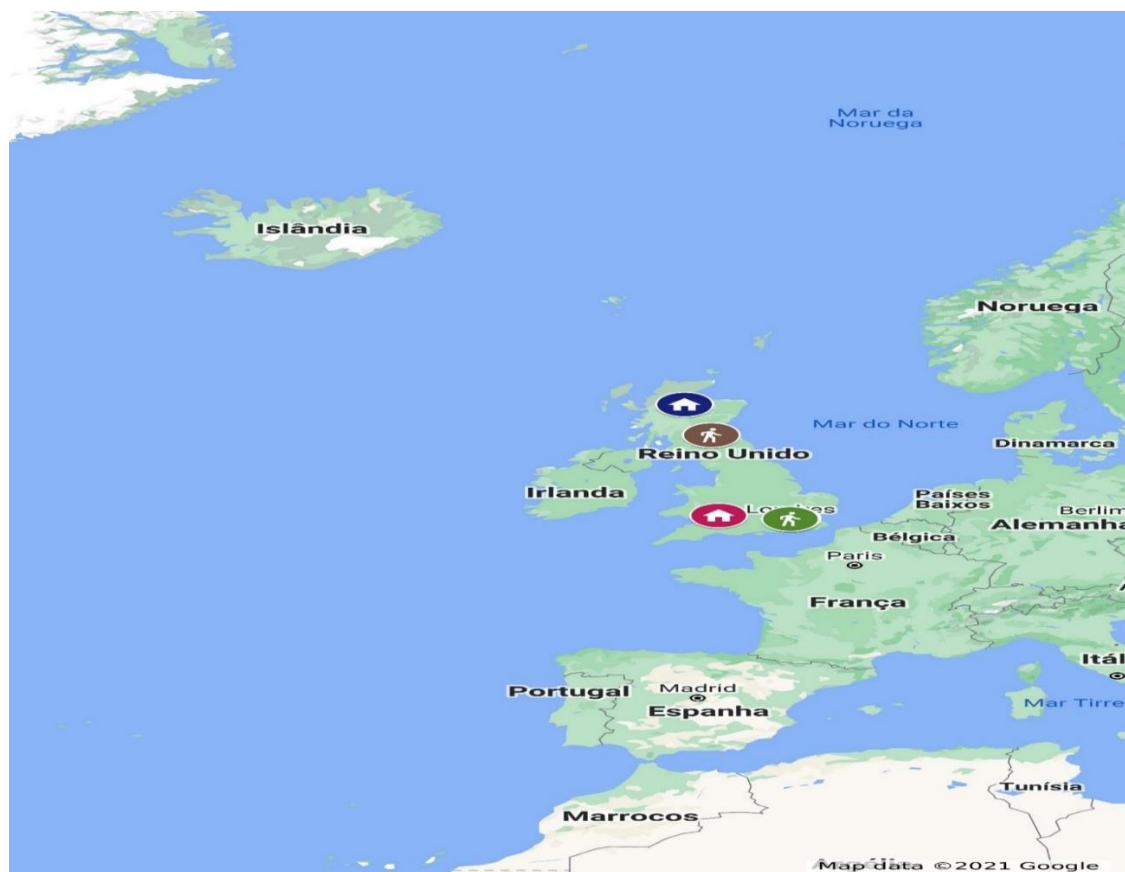 Mar da
Noruega
Islândia
Noruega
Mar do Norte
Dinamarca
Reino Unido
Irlanda
Países
Baixos
Berlim
Alemanha
Bélgica
Paris
França
Itál
Portugal
Madrid
Espanha
Mar Tirre
Tunísia
Marrocos
Map data ©2021 Google